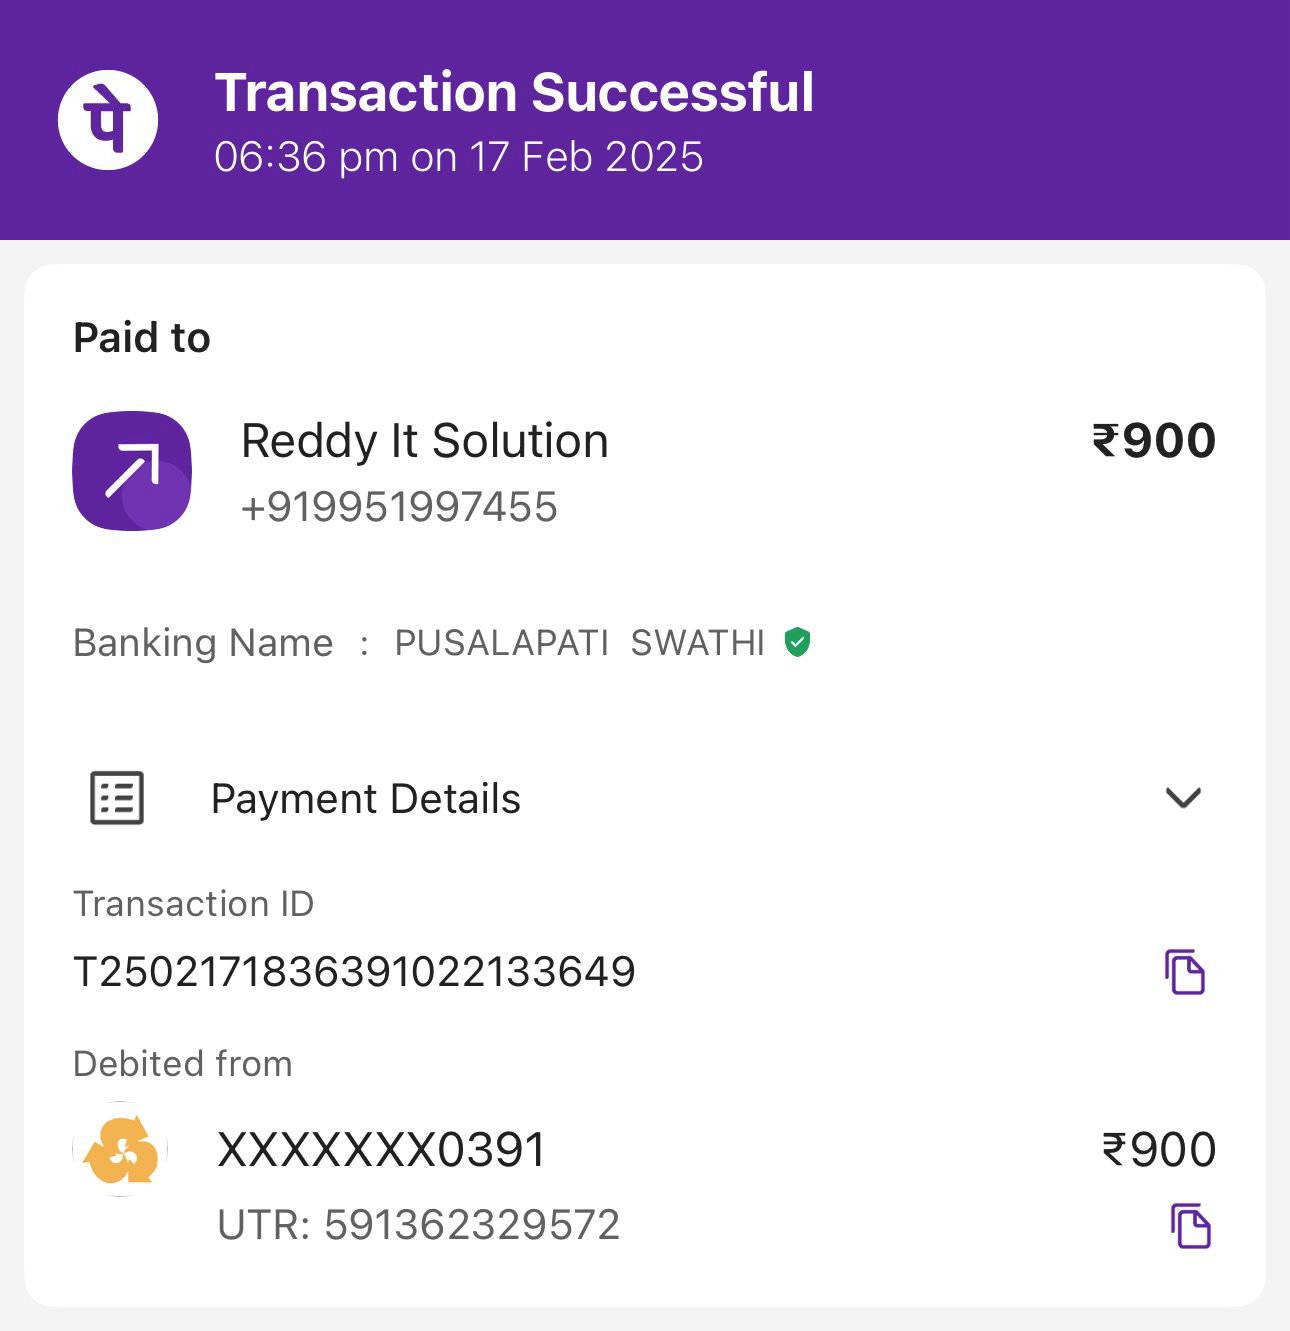 पे
Transaction Successful
06:36 pm on 17 Feb 2025
Paid to
Reddy It Solution ₹900
+919951997455
Banking Name : PUSALAPATI SWATHI
Payment Details
Transaction ID
T2502171836391022133649
Debited from
XXXXXXX0391 ₹900
UTR: 591362329572